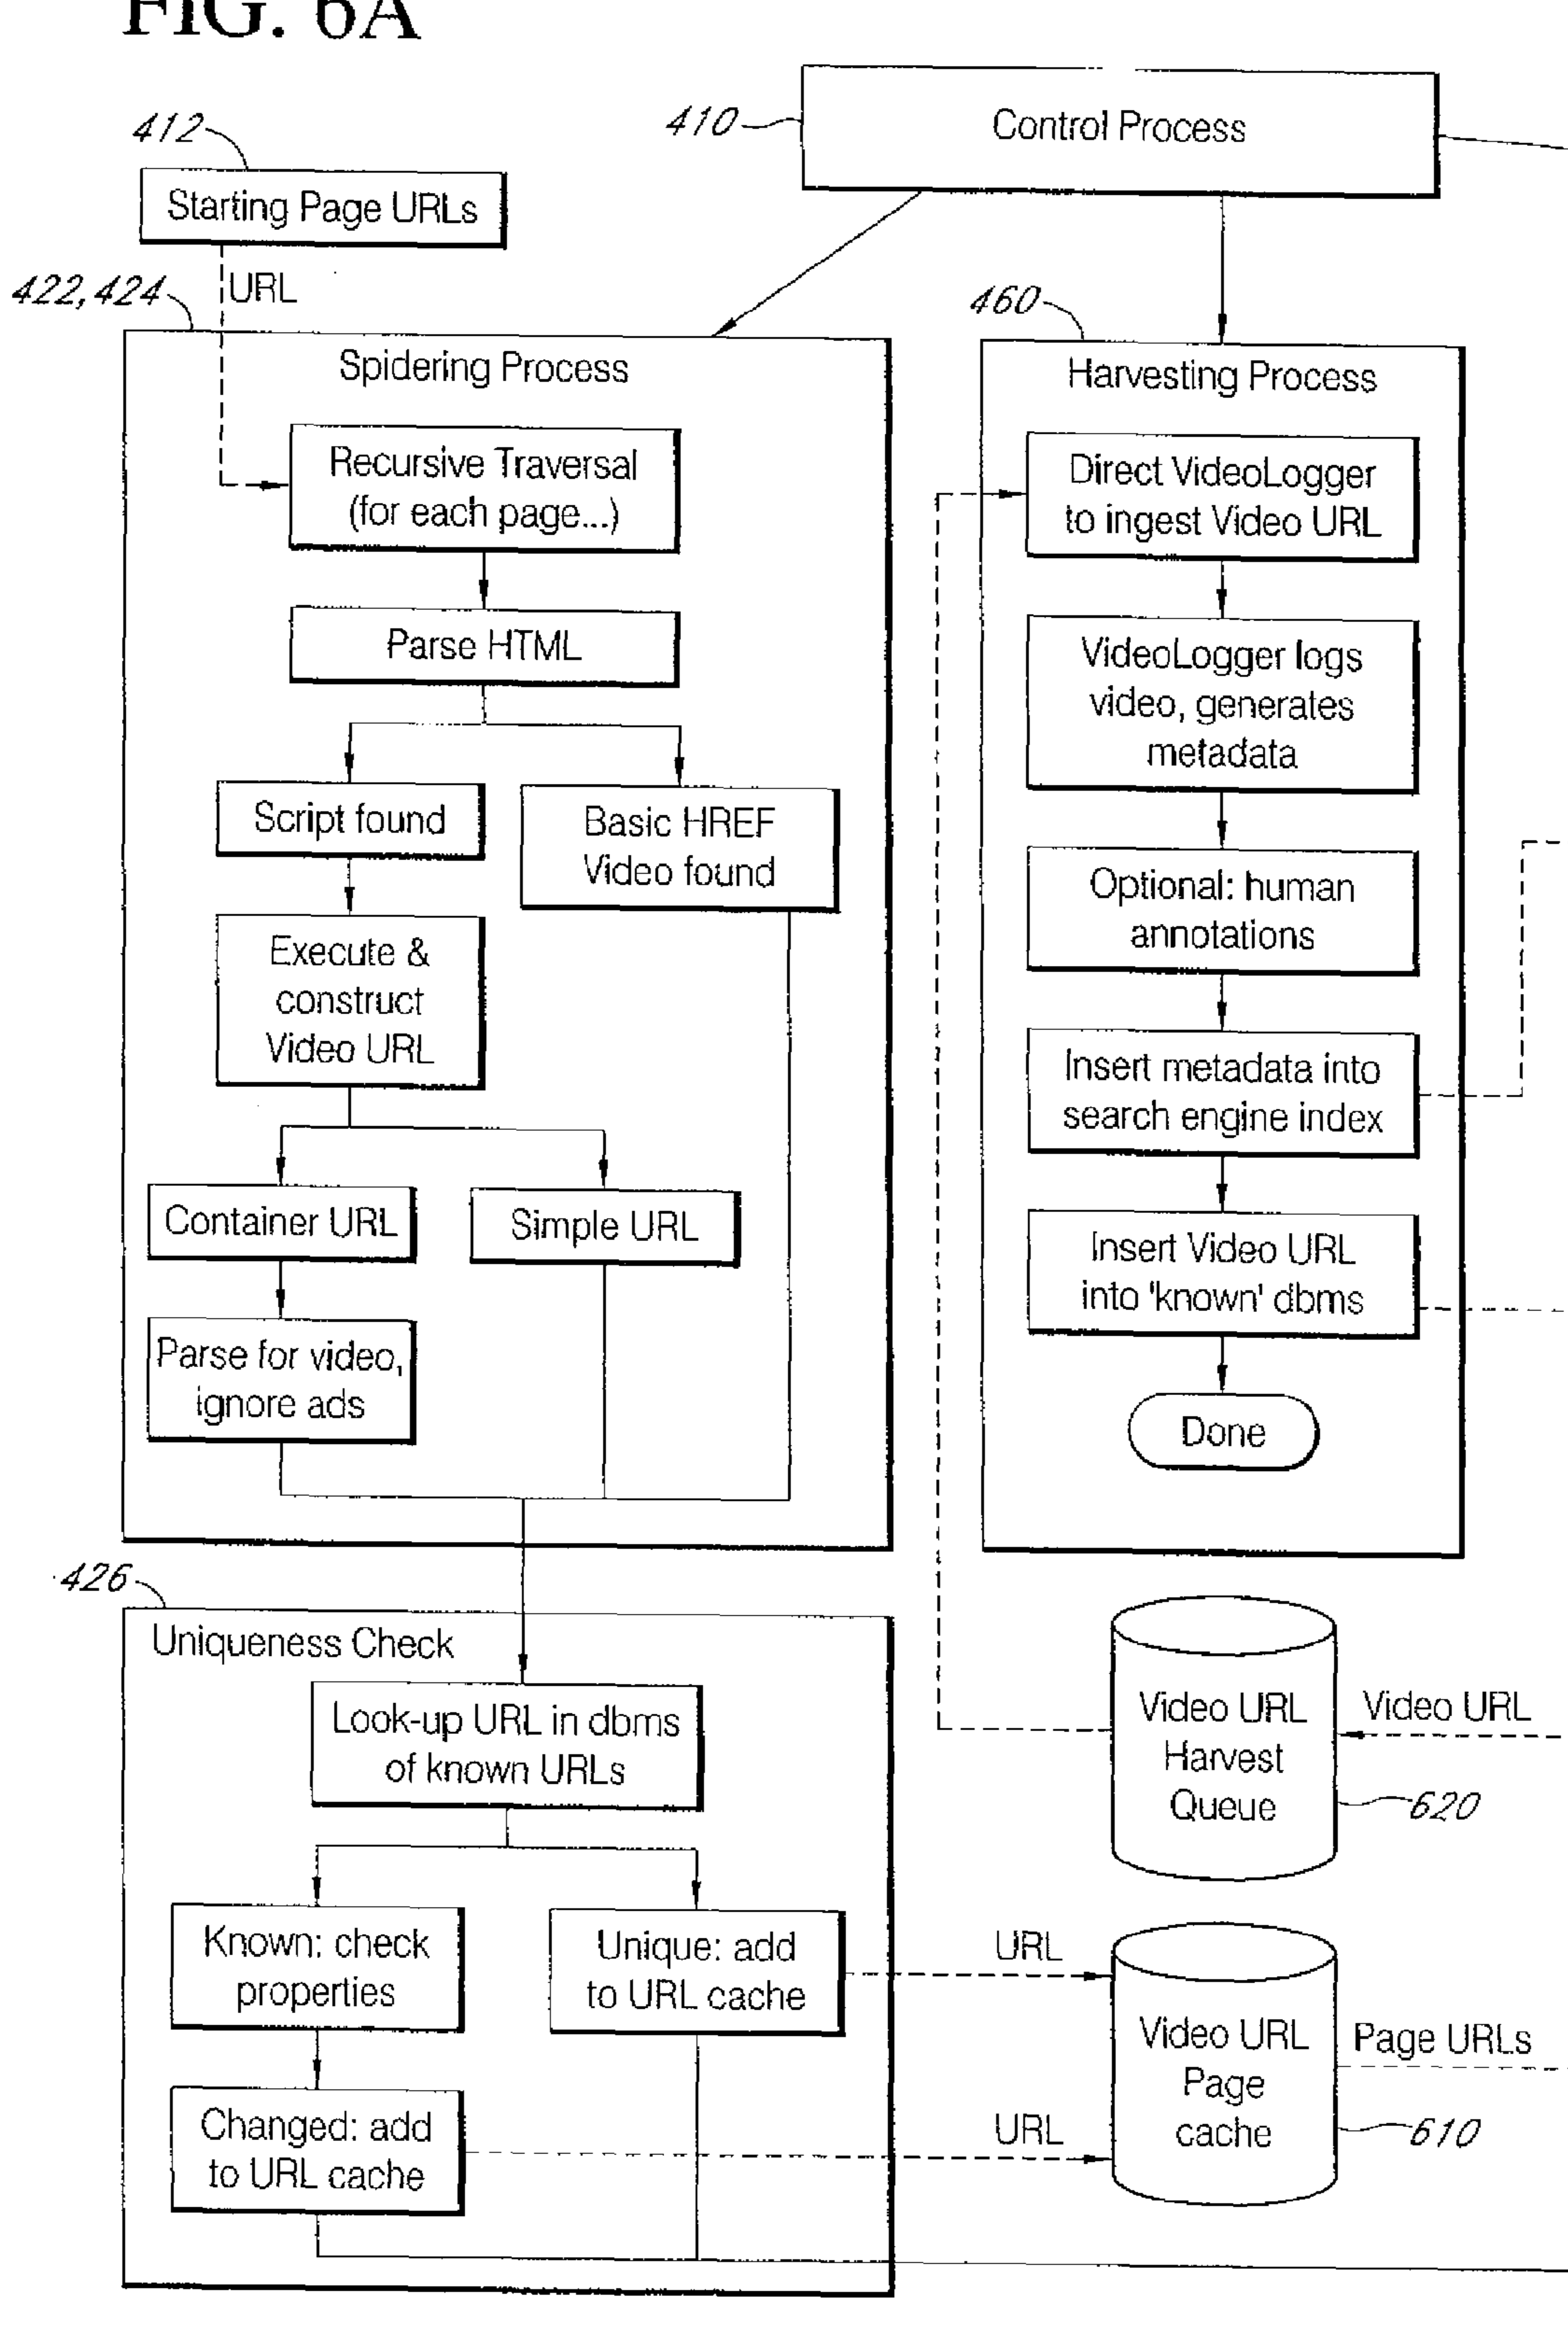 FIG. 6A
410
Control Process
412
Starting Page URLs
URL
422,424
Spidering Process
Recursive Traversal
(for each page...)
Parse HTML
Script found
Basic HREF
Video found
Execute &
construct
Video URL
Container URL
Simple URL
Parse for video,
ignore ads
460
Harvesting Process
Direct VideoLogger
to ingest Video URL
VideoLogger logs
video, generates
metadata
Optional: human
annotations
Insert metadata into
search engine index
Insert Video URL
into 'known' dbms
Done
426
Uniqueness Check
Look-up URL in dbms
of known URLs
Known: check
properties
Unique: add
to URL cache
Changed: add
to URL cache
URL
URL
Video URL
Harvest
Queue
Video URL
620
Video URL
Page
cache
Page URLs
610